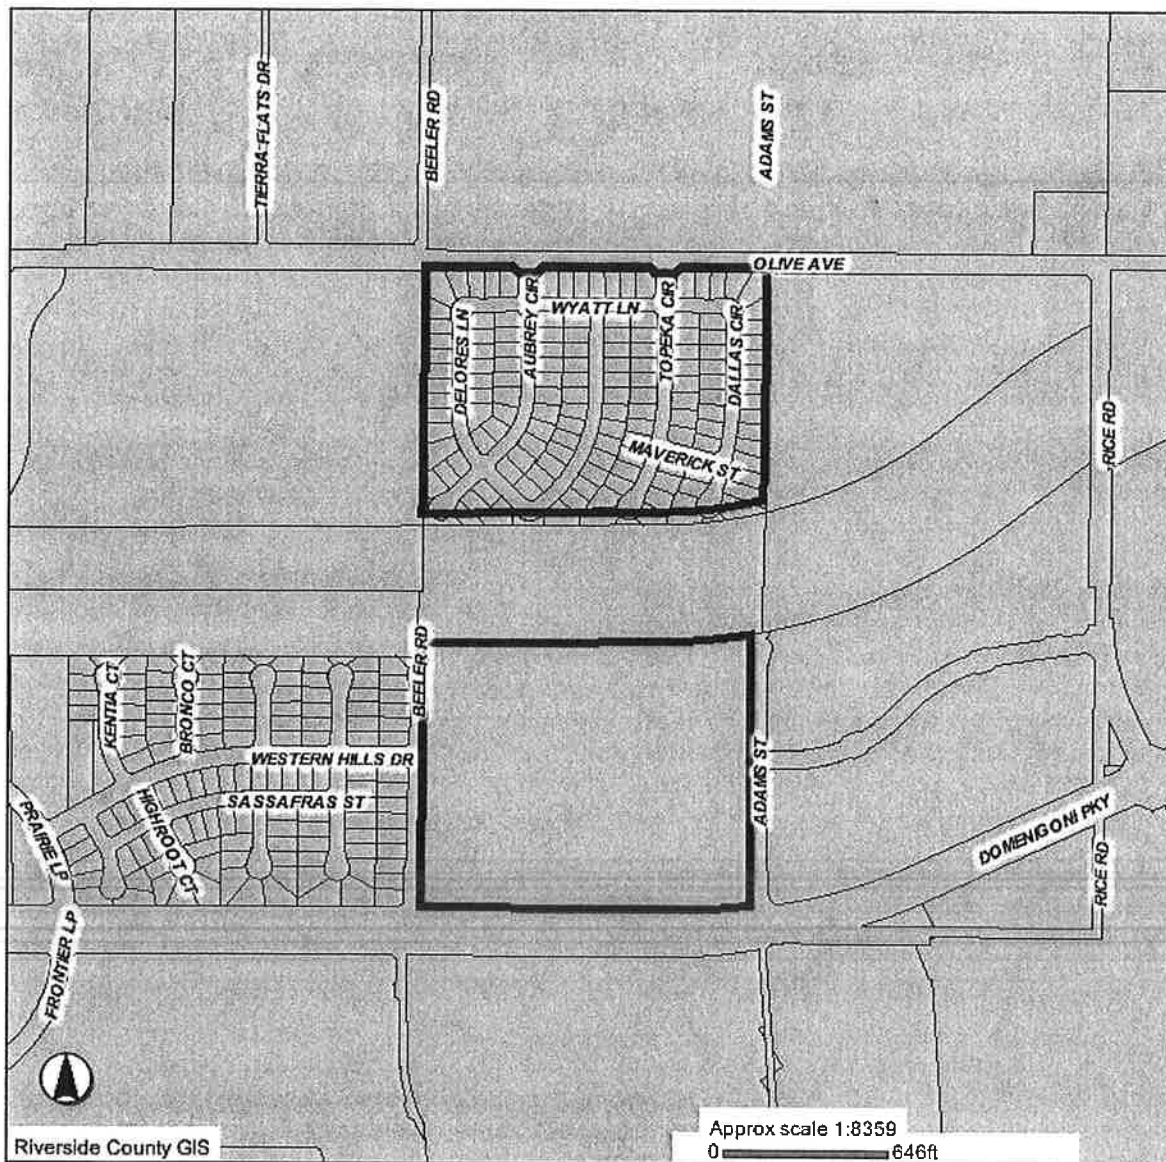 TIERRA FLATS DR
BEELER RD
ADAMS ST
OLIVE AVE
DELORES LN
AUBREY CIR
WYATT LN
TOPEKA CIR
DALLAS CIR
MAVERICK ST
RICE RD
KENTIA CT
BRONCO CT
BEELER RD
WESTERN HILLS DR
SASSAFRAS ST
HIGHROOT CT
PRAIRIE LP
ADAMS ST
DOMENIGONI PKY
RICE RD
FRONTIER LP
Riverside County GIS
Approx scale 1:8359
0 646ft